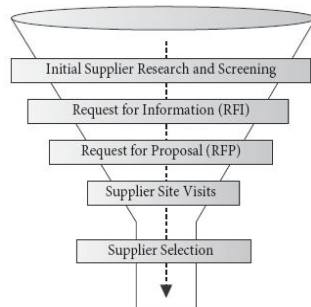 Initial Supplier Research and Screening
Request for Information (RFI)
Request for Proposal (RFP)
Supplier Site Visits
Supplier Selection